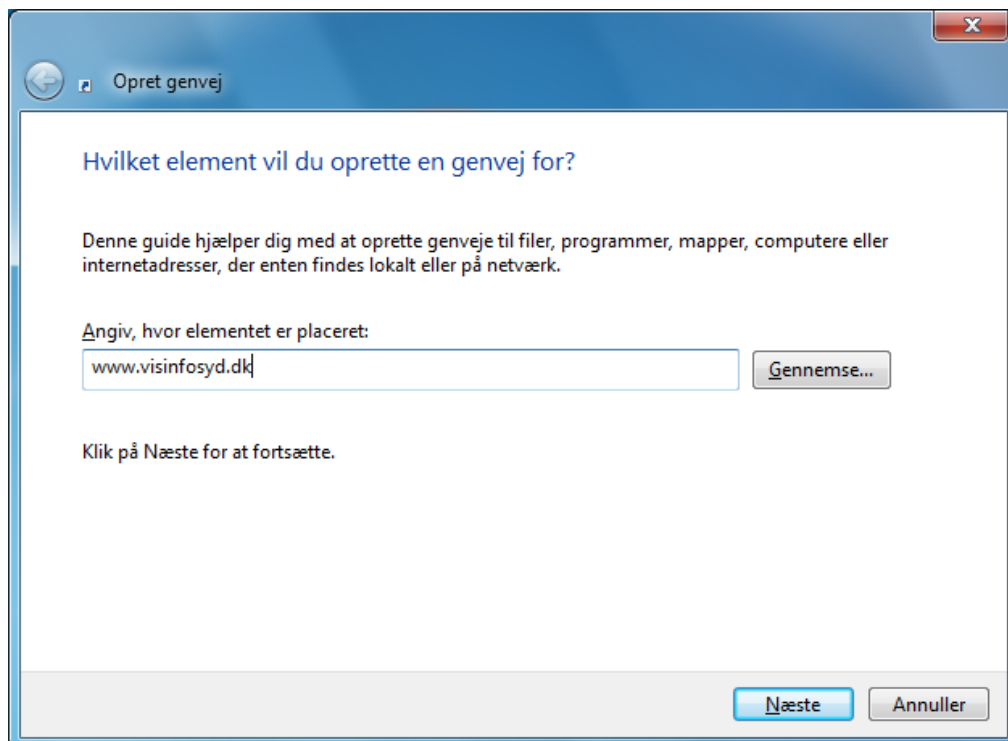 Opret genvej
Hvilket element vil du oprette en genvej for?
Denne guide hjælper dig med at oprette genveje til filer, programmer, mapper, computere eller
internetadresser, der enten findes lokalt eller på netværk.
Angiv, hvor elementet er placeret:
www.visinfosyd.dk
Gennemse...
Klik på Næste for at fortsætte.
Næste
Annuller